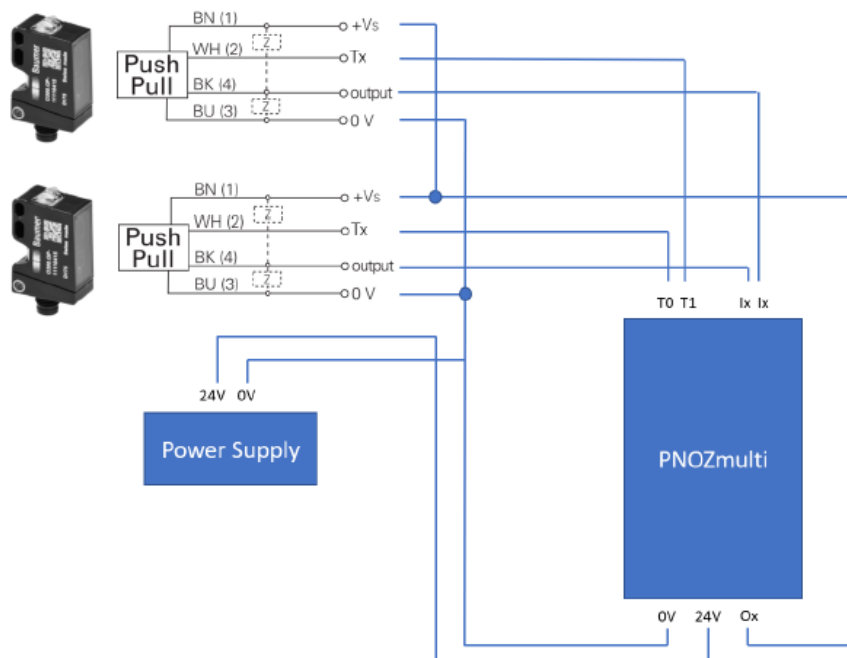 Baumer
BN (1)
+Vs
Z
WH (2)
Tx
Push
Pull
BK (4)
output
Z
BU (3)
0 V
Baumer
BN (1)
+Vs
Z
WH (2)
Tx
Push
Pull
BK (4)
output
Z
BU (3)
0 V
T0 T1 Ix Ix
24V 0V
Power Supply
PNOZmulti
0V 24V Ox